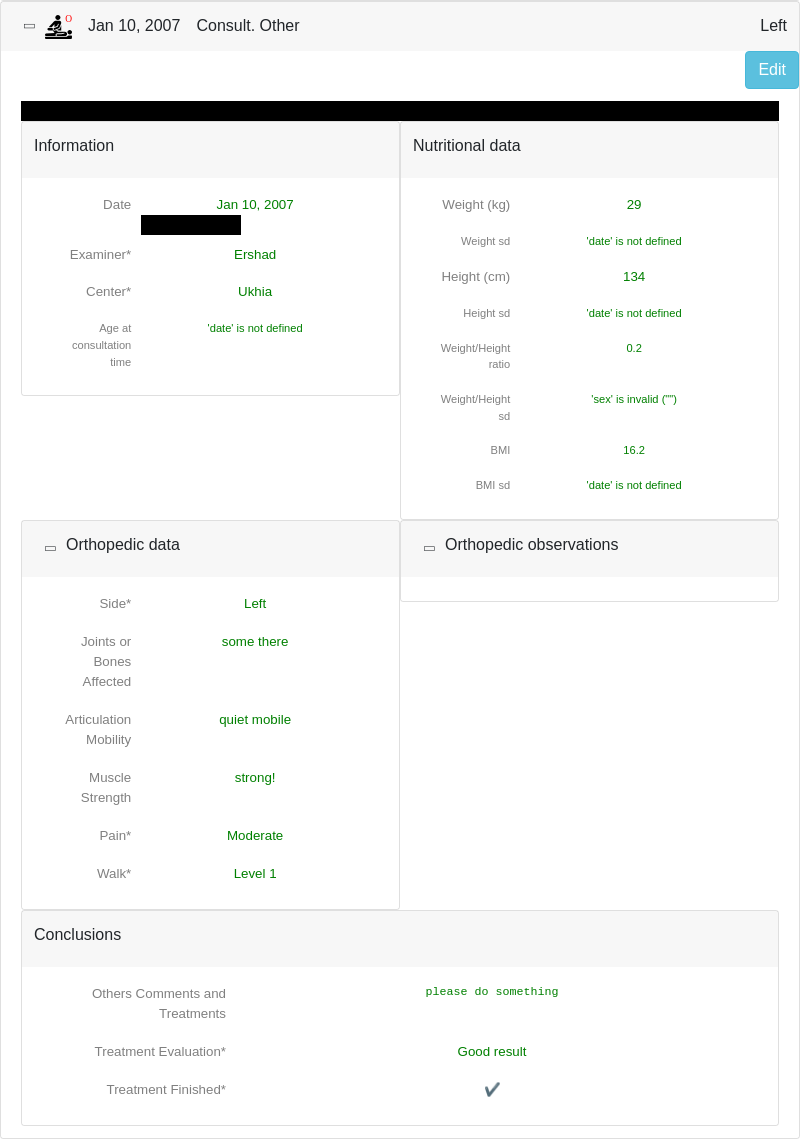 O Jan 10, 2007 Consult. Other Left
Edit
Information
Date Jan 10, 2007
Examiner* Ershad
Center* Ukhia
Age at 'date' is not defined
consultation
time
Nutritional data
Weight (kg) 29
Weight sd 'date' is not defined
Height (cm) 134
Height sd 'date' is not defined
Weight/Height 0.2
ratio
Weight/Height 'sex' is invalid ("")
sd
BMI 16.2
BMI sd 'date' is not defined
Orthopedic data
Side* Left
Joints or some there
Bones
Affected
Articulation quiet mobile
Mobility
Muscle strong!
Strength
Pain* Moderate
Walk* Level 1
Orthopedic observations
Conclusions
Others Comments and please do something
Treatments
Treatment Evaluation* Good result
Treatment Finished* ✔